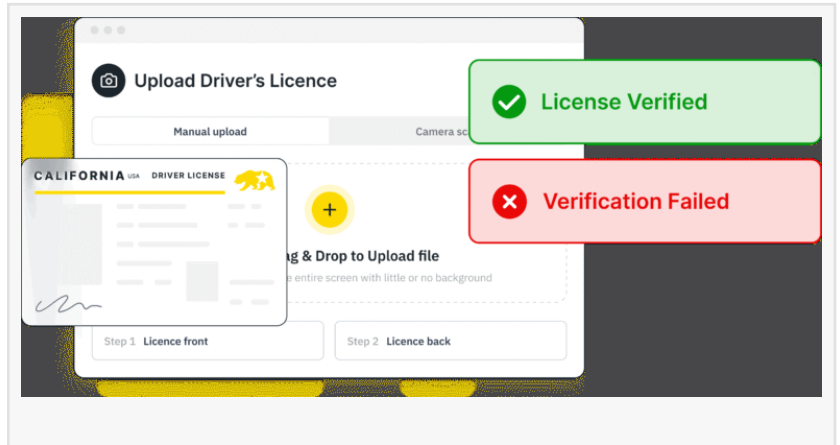 Upload Driver's Licence
License Verified
Manual upload
Camera
CALIFORNIA USA DRIVER LICENSE
Verification Failed
Drop to Upload file
entire screen with little or no background
Step 1 Licence front
Step 2 Licence back